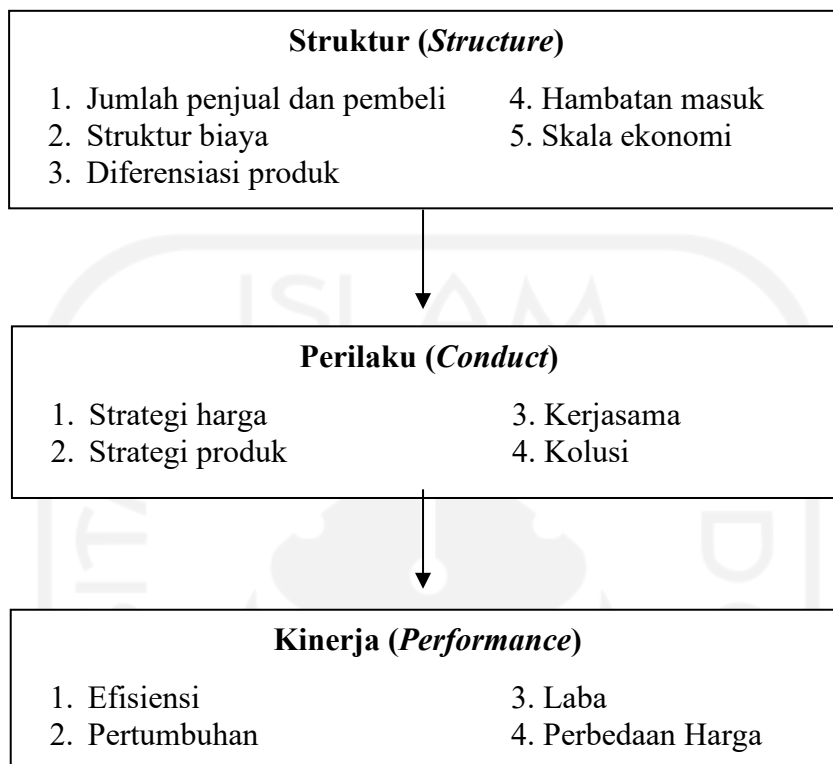 Struktur (Structure)
1. Jumlah penjual dan pembeli
2. Struktur biaya
3. Diferensiasi produk
4. Hambatan masuk
5. Skala ekonomi
ISLAM
Perilaku (Conduct)
1. Strategi harga
2. Strategi produk
3. Kerjasama
4. Kolusi
Kinerja (Performance)
1. Efisiensi
2. Pertumbuhan
3. Laba
4. Perbedaan Harga